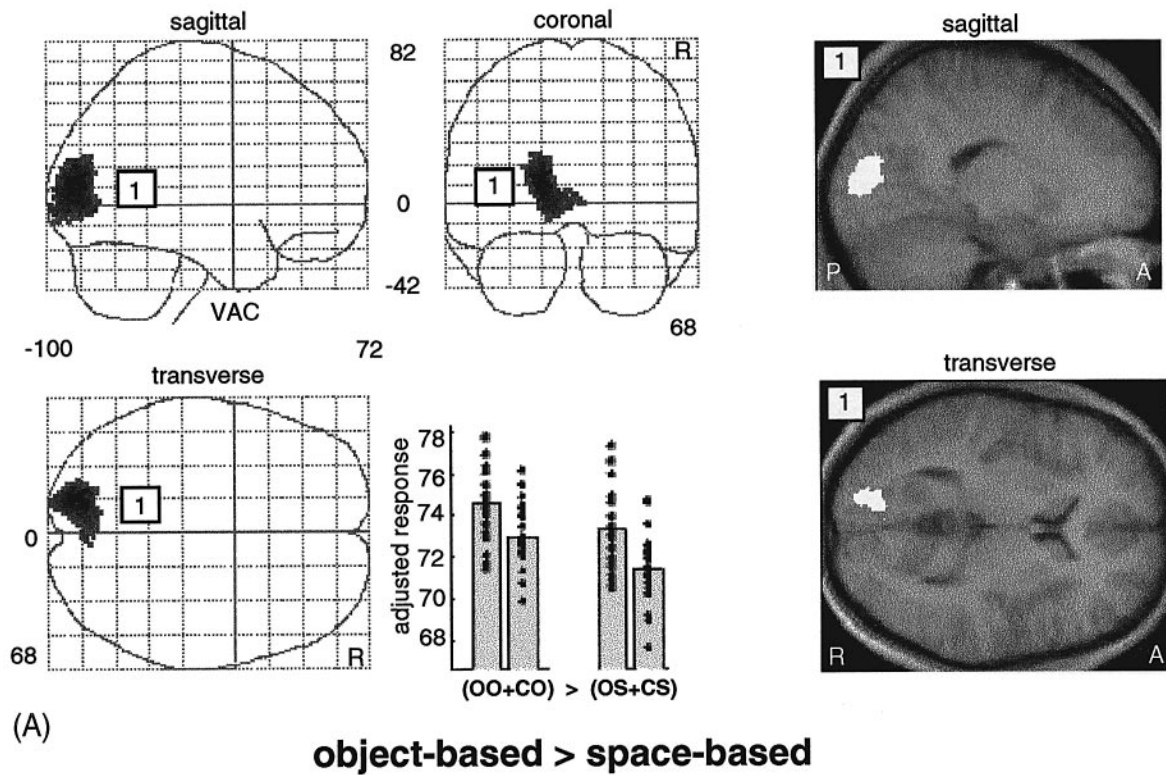 sagittal
82
0
-42
1
VAC
-100
72
coronal
R
1
68
sagittal
1
P
A
transverse
0
68
1
R
adjusted response
78
76
74
72
70
68
(OO+CO) > (OS+CS)
transverse
1
R
A
(A)
object-based > space-based